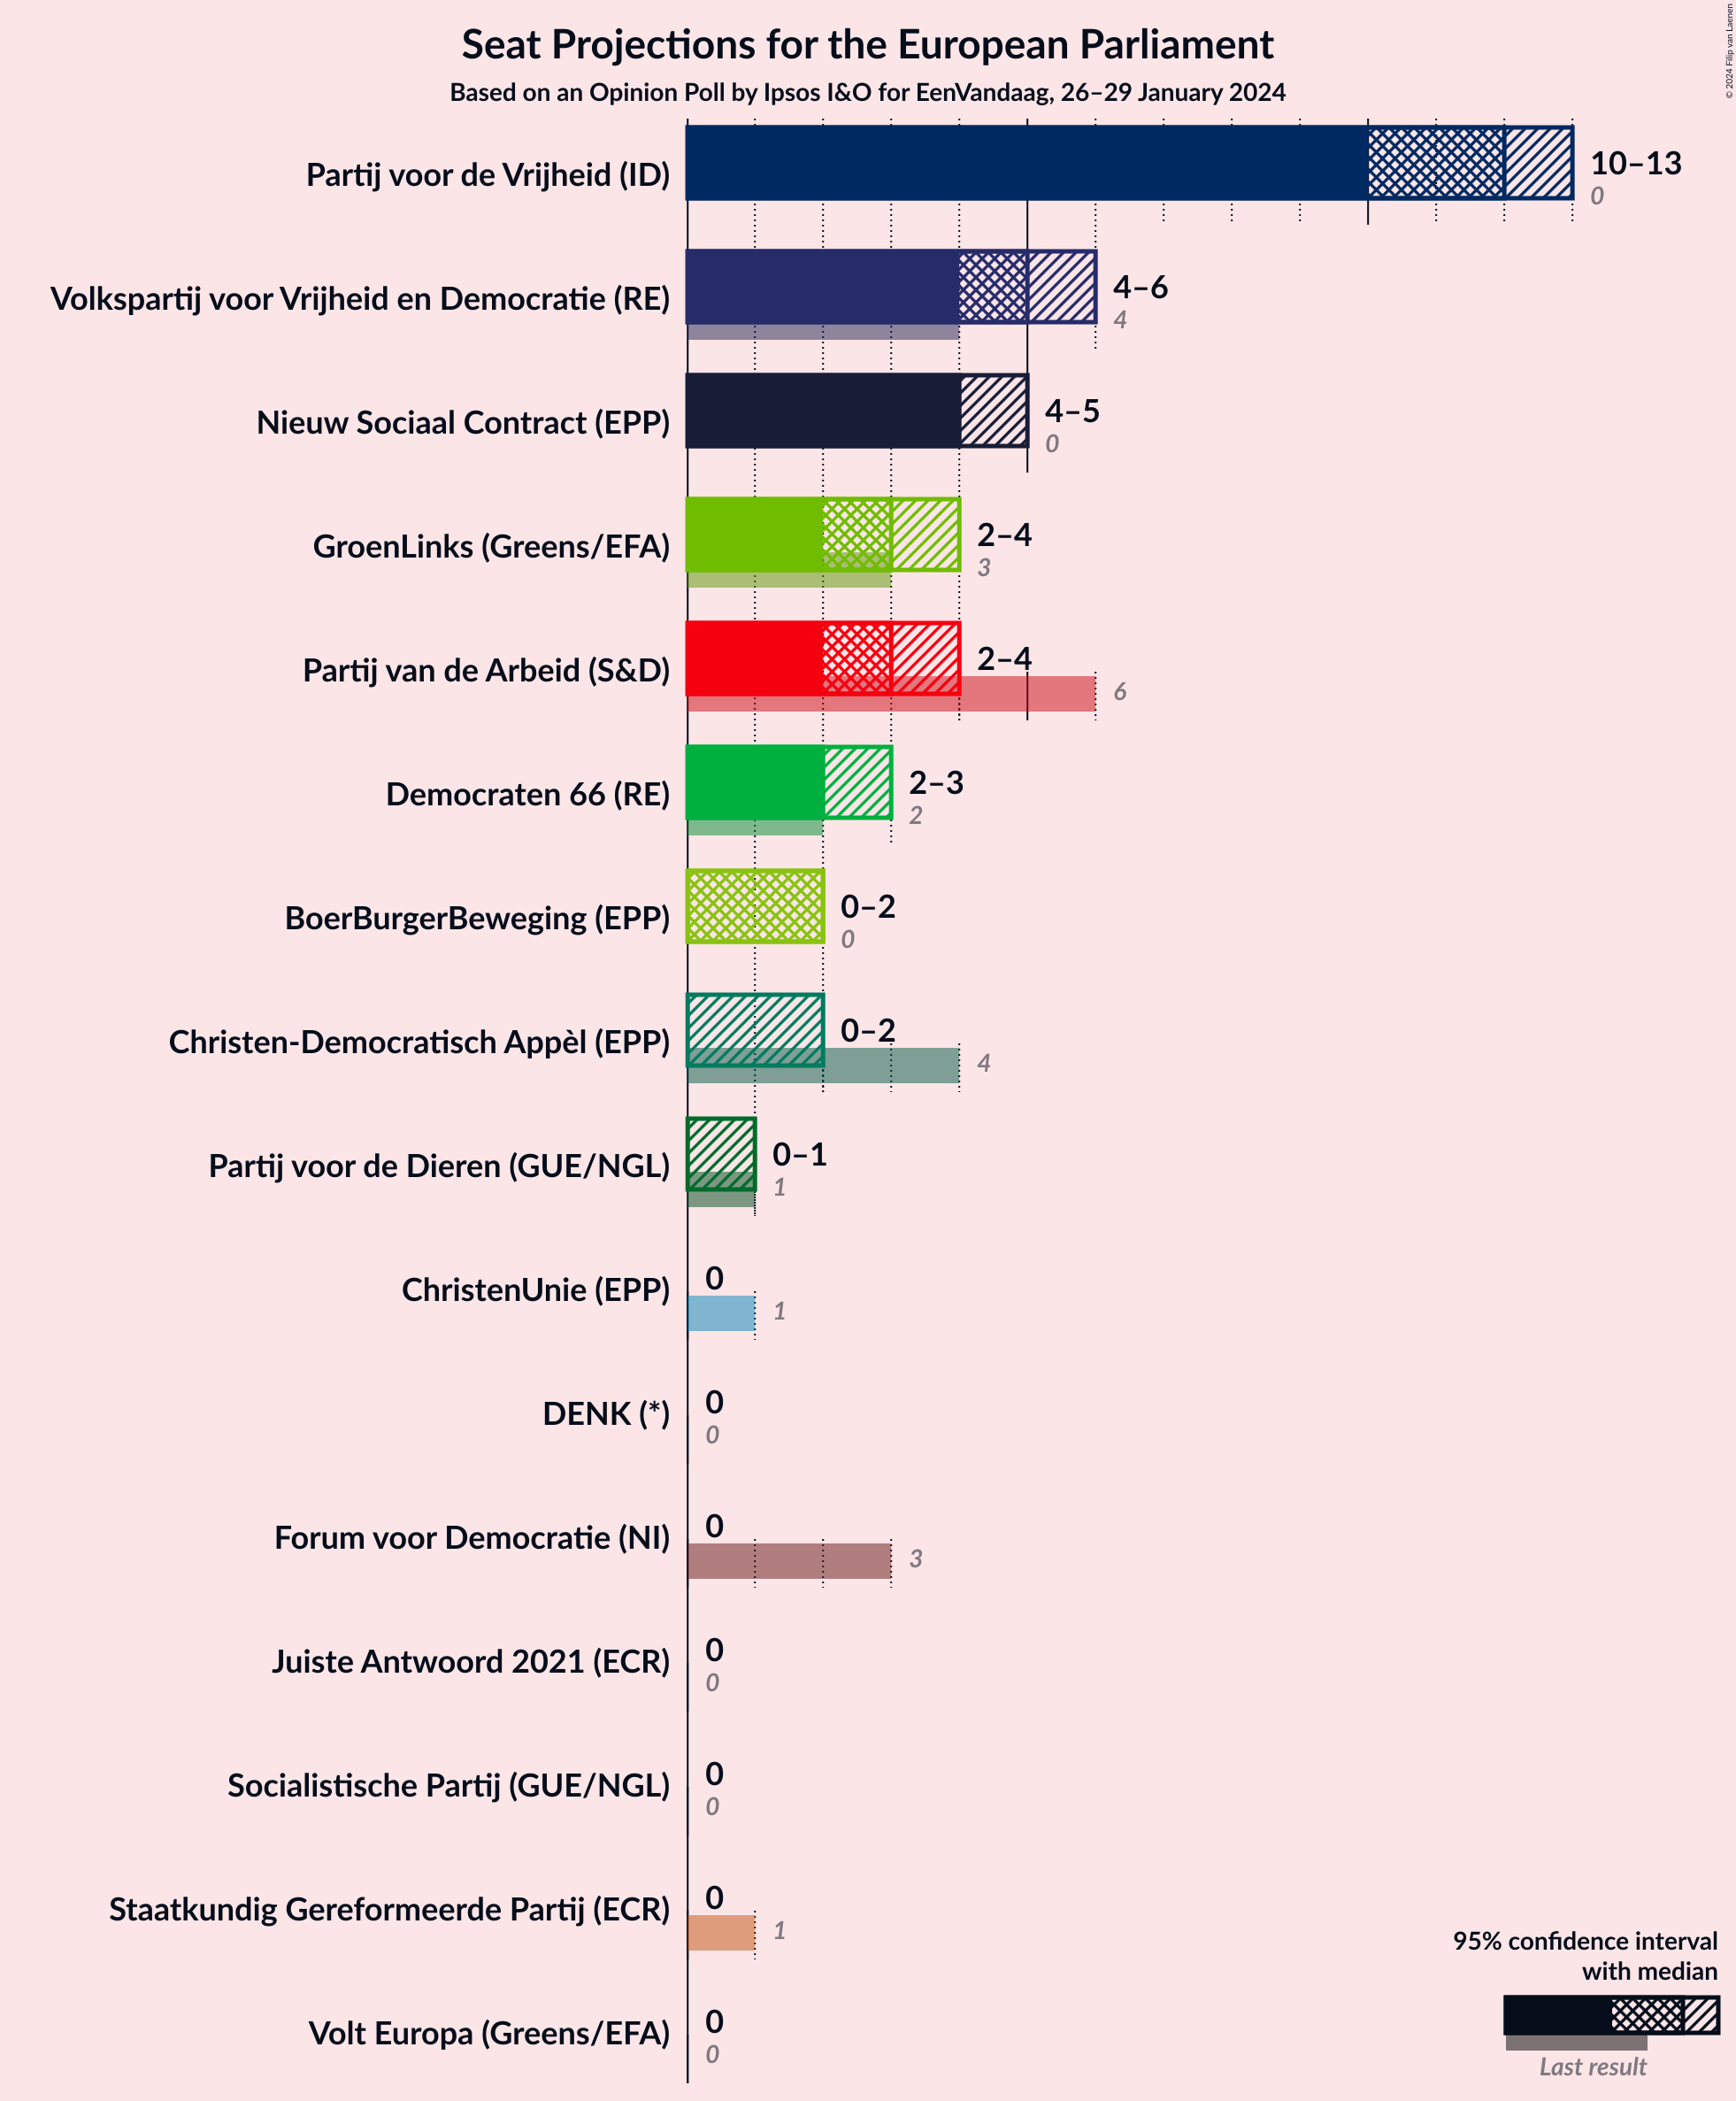 Seat Projections for the European Parliament
Based on an Opinion Poll by Ipsos I&O for EenVandaag, 26–29 January 2024
© 2024 Filip van Laenen
Partij voor de Vrijheid (ID)
10–13
0
Volkspartij voor Vrijheid en Democratie (RE)
4–6
4
Nieuw Sociaal Contract (EPP)
4–5
0
GroenLinks (Greens/EFA)
2–4
3
Partij van de Arbeid (S&D)
2–4
6
Democraten 66 (RE)
2–3
2
BoerBurgerBeweging (EPP)
0–2
0
Christen-Democratisch Appèl (EPP)
0–2
4
Partij voor de Dieren (GUE/NGL)
0–1
1
ChristenUnie (EPP)
0
1
DENK (*)
0
0
Forum voor Democratie (NI)
0
3
Juiste Antwoord 2021 (ECR)
0
0
Socialistische Partij (GUE/NGL)
0
0
Staatkundig Gereformeerde Partij (ECR)
0
1
Volt Europa (Greens/EFA)
0
0
95% confidence interval
with median
Last result